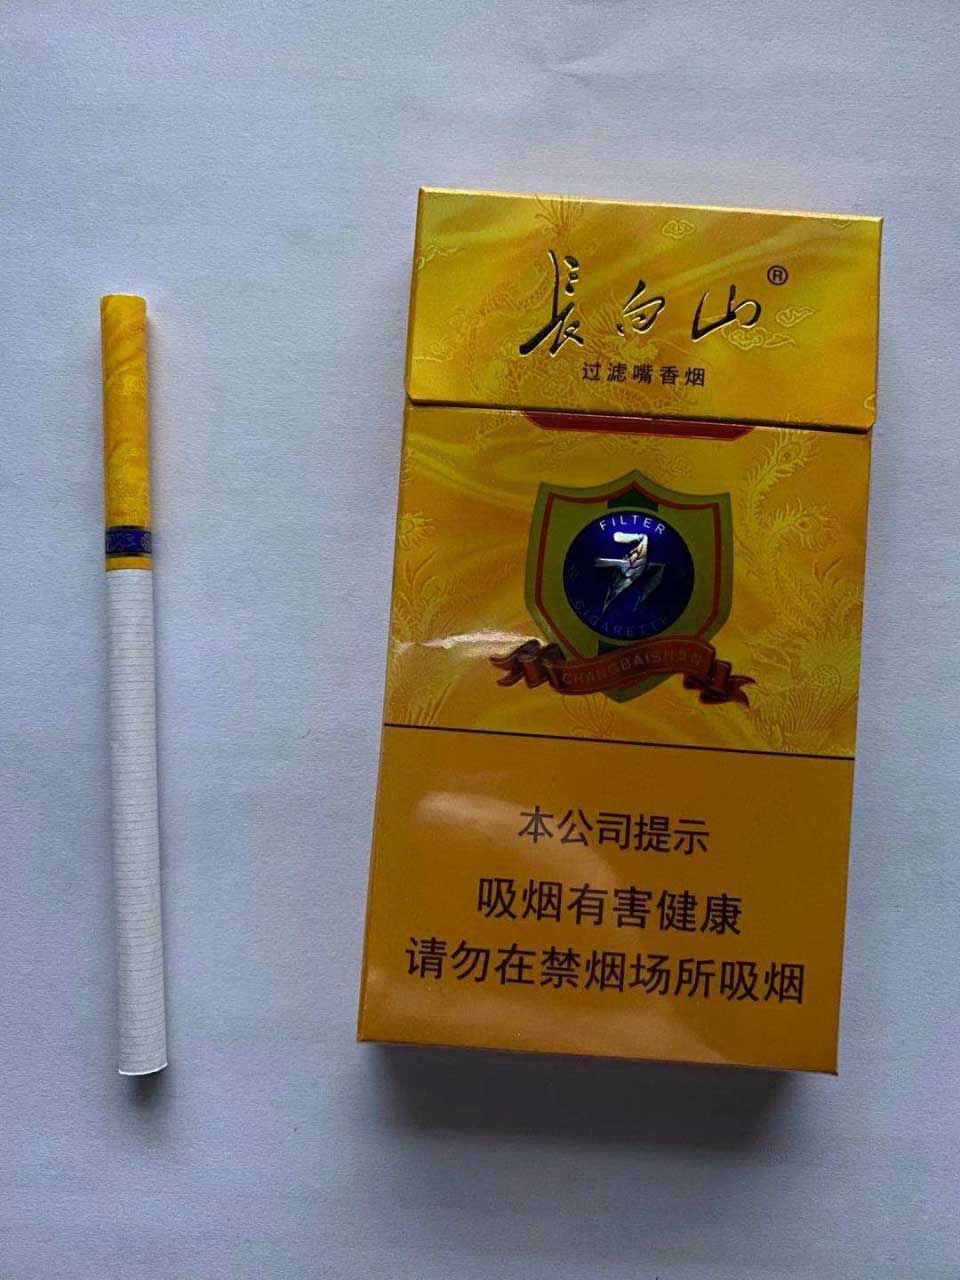 長白山®
过滤嘴香烟
FILTER
CIGARETTE
CHANGBAISHAN
本公司提示
吸烟有害健康
请勿在禁烟场所吸烟